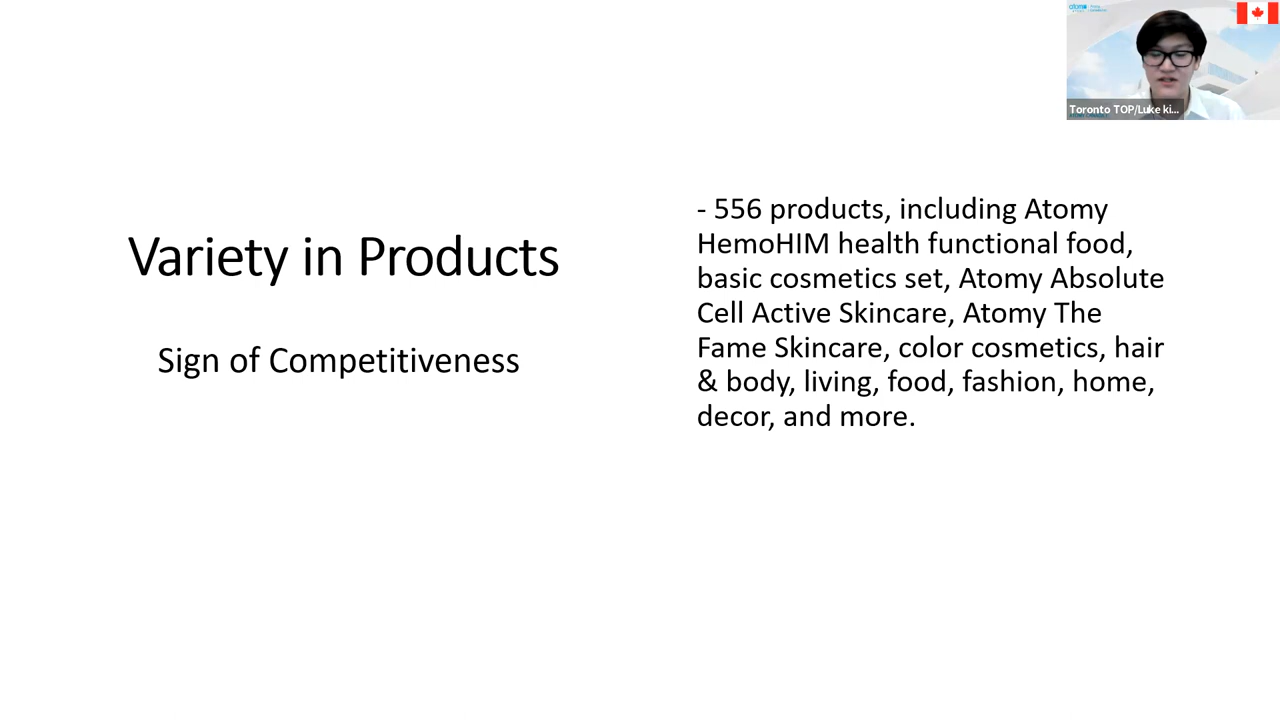 atomy
Toronto TOP/Luke ki...
Variety in Products
Sign of Competitiveness
- 556 products, including Atomy
HemoHIM health functional food,
basic cosmetics set, Atomy Absolute
Cell Active Skincare, Atomy The
Fame Skincare, color cosmetics, hair
& body, living, food, fashion, home,
decor, and more.